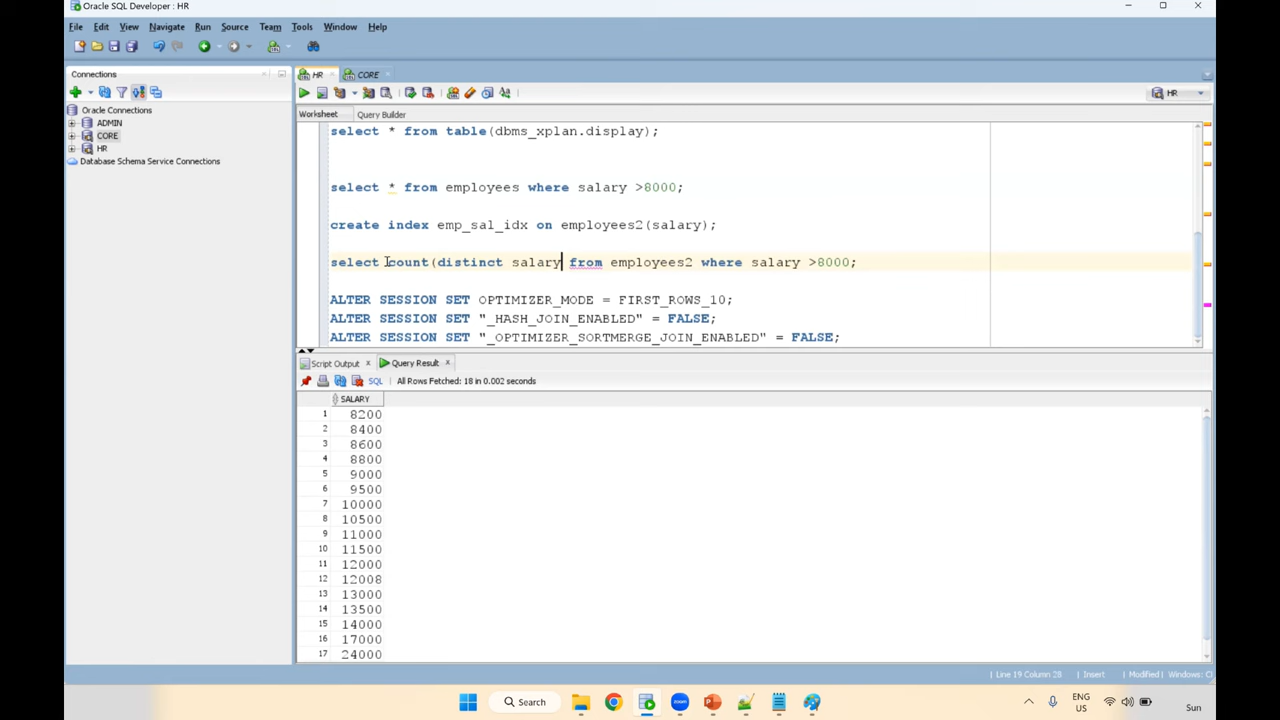 Oracle SQL Developer : HR
File Edit View Navigate Run Source Team Tools Window Help
Connections
HR
CORE
Oracle Connections
ADMIN
CORE
HR
Database Schema Service Connections
HR
Worksheet Query Builder
select * from table(dbms_xplan.display);
select * from employees where salary >8000;
create index emp_sal_idx on employees2(salary);
select count(distinct salary from employees2 where salary >8000;
ALTER SESSION SET OPTIMIZER_MODE = FIRST_ROWS_10;
ALTER SESSION SET "_HASH_JOIN_ENABLED" = FALSE;
ALTER SESSION SET "_OPTIMIZER_SORTMERGE_JOIN_ENABLED" = FALSE;
Script Output Query Result
SQL All Rows Fetched: 18 in 0.002 seconds
SALARY
1 8200
2 8400
3 8600
4 8800
5 9000
6 9500
7 10000
8 10500
9 11000
10 11500
11 12000
12 12008
13 13000
14 13500
15 14000
16 17000
17 24000
Line 19 Column 28 Insert Modified Windows:
Search
ENG
US
Sun